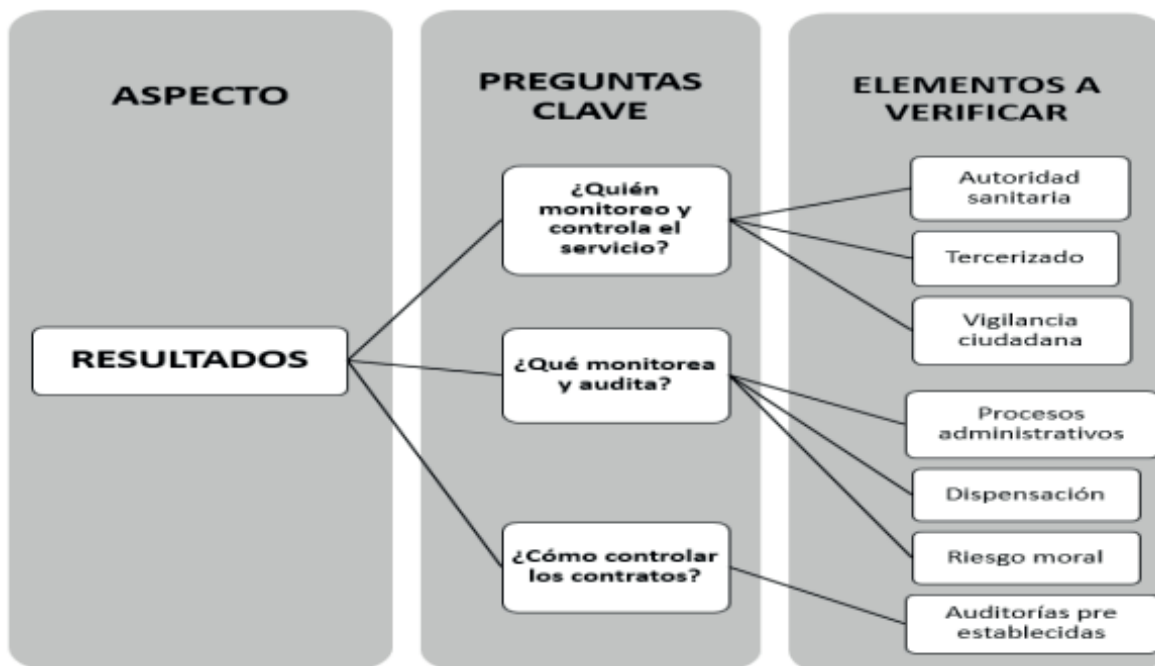 ASPECTO
PREGUNTAS
CLAVE
ELEMENTOS A
VERIFICAR
RESULTADOS
¿Quién
monitoreo y
controla el
servicio?
Autoridad
sanitaria
Tercerizado
Vigilancia
ciudadana
¿Qué monitorea
y audita?
Procesos
administrativos
Dispensación
Riesgo moral
¿Cómo controlar
los contratos?
Auditorías pre
establecidas